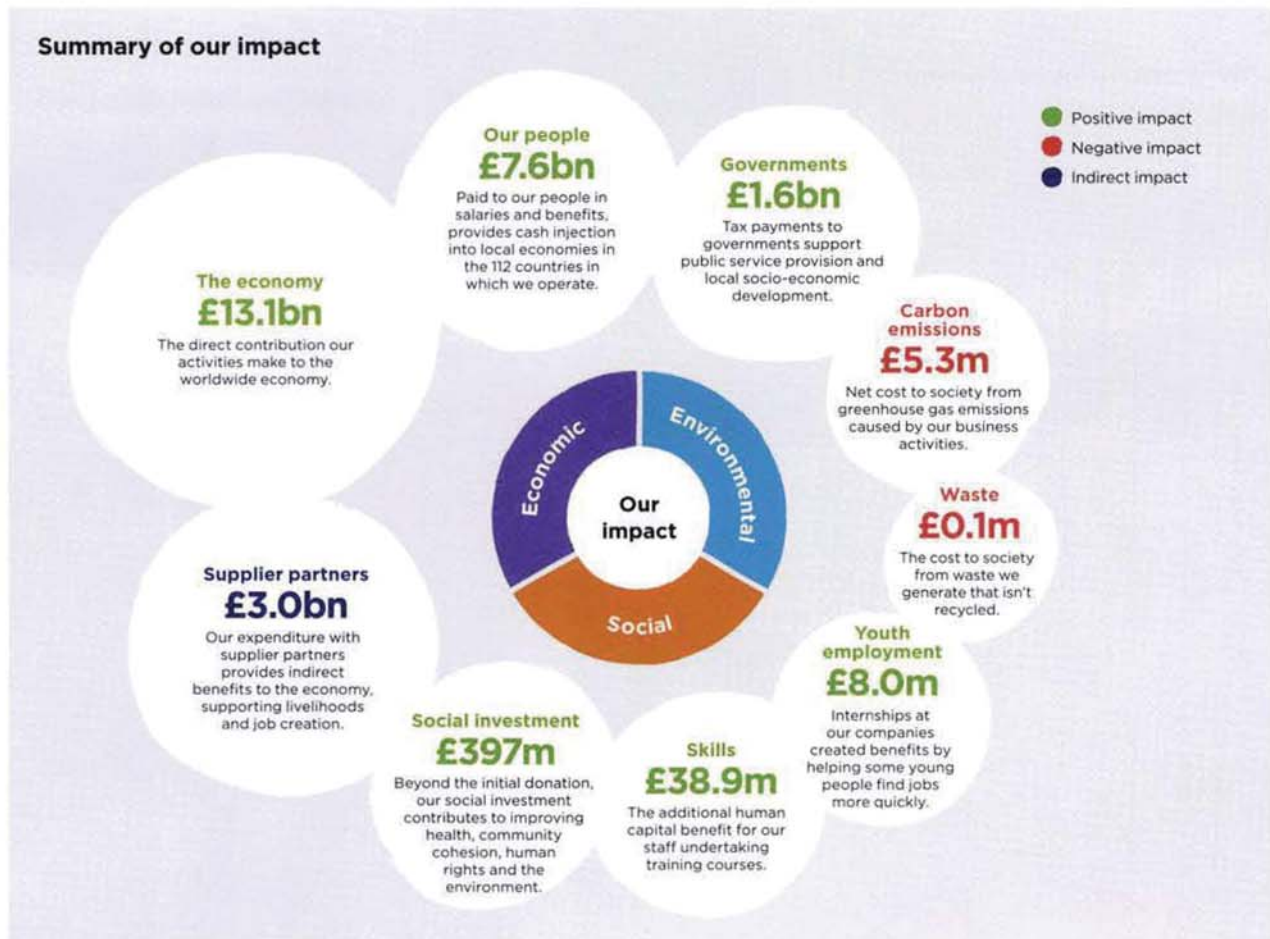 Summary of our impact
Positive impact
Negative impact
Indirect impact
Our people
£7.6bn
Paid to our people in
salaries and benefits,
provides cash injection
into local economies in
the 112 countries in
which we operate.
Governments
£1.6bn
Tax payments to
governments support
public service provision and
local socio-economic
development.
The economy
£13.1bn
The direct contribution our
activities make to the
worldwide economy.
Carbon
emissions
£5.3m
Net cost to society from
greenhouse gas emissions
caused by our business
activities.
Economic
Environmental
Social
Our
impact
Waste
£0.1m
The cost to society
from waste we
generate that isn't
recycled.
Supplier partners
£3.0bn
Our expenditure with
supplier partners
provides indirect
benefits to the economy,
supporting livelihoods
and job creation.
Youth
employment
£8.0m
Internships at
our companies
created benefits by
helping some young
people find jobs
more quickly.
Social investment
£397m
Beyond the initial donation,
our social investment
contributes to improving
health, community
cohesion, human
rights and the
environment.
Skills
£38.9m
The additional human
capital benefit for our
staff undertaking
training courses.